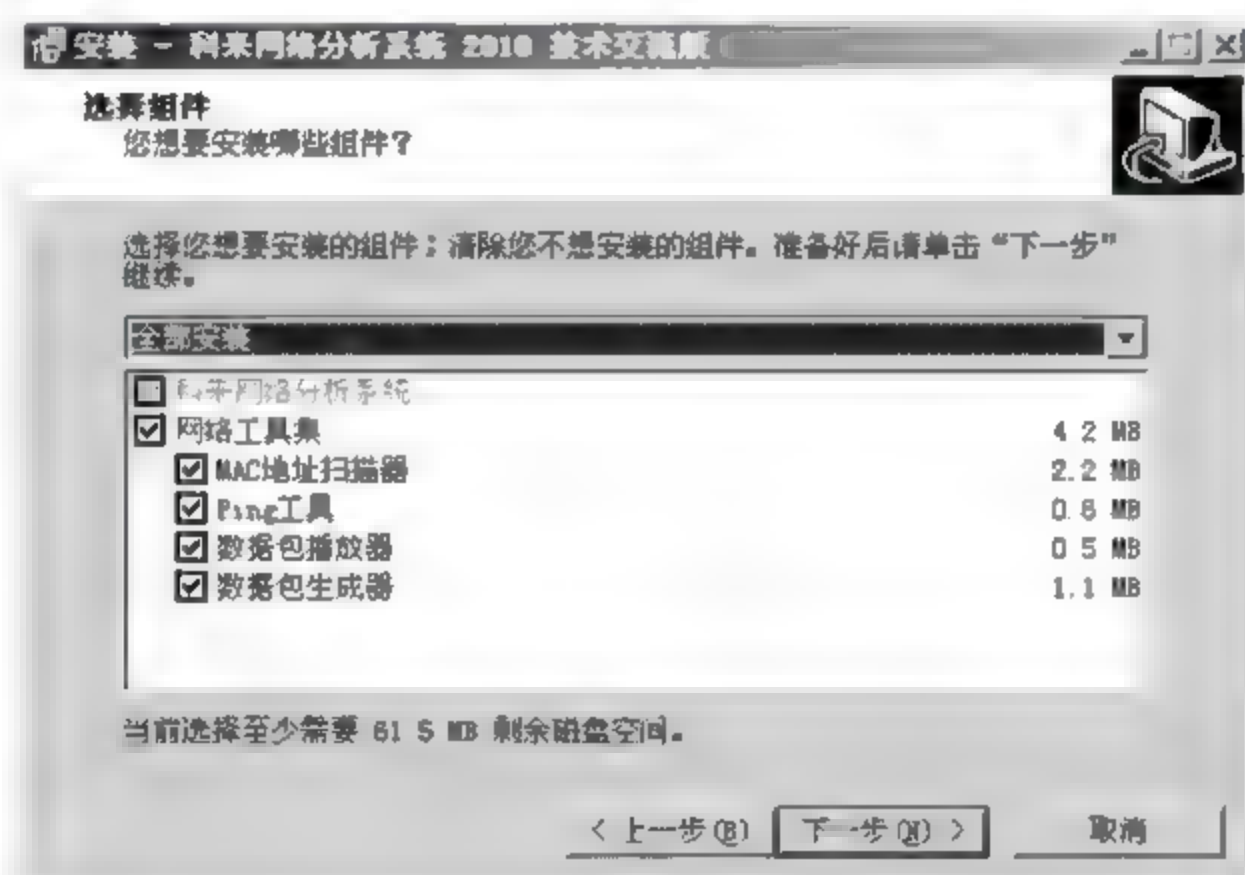 安装 - 科来网络分析系统 2010 技术交流版
选择组件
您想要安装哪些组件？
选择您想要安装的组件；清除您不想安装的组件。准备好后请单击“下一步”
继续。
全部安装
科来网络分析系统
网络工具集 4.2 MB
MAC地址扫描器 2.2 MB
Ping工具 0.8 MB
数据包播放器 0.5 MB
数据包生成器 1.1 MB
当前选择至少需要 61.5 MB 剩余磁盘空间。
< 上一步(B) 下一步(N) > 取消